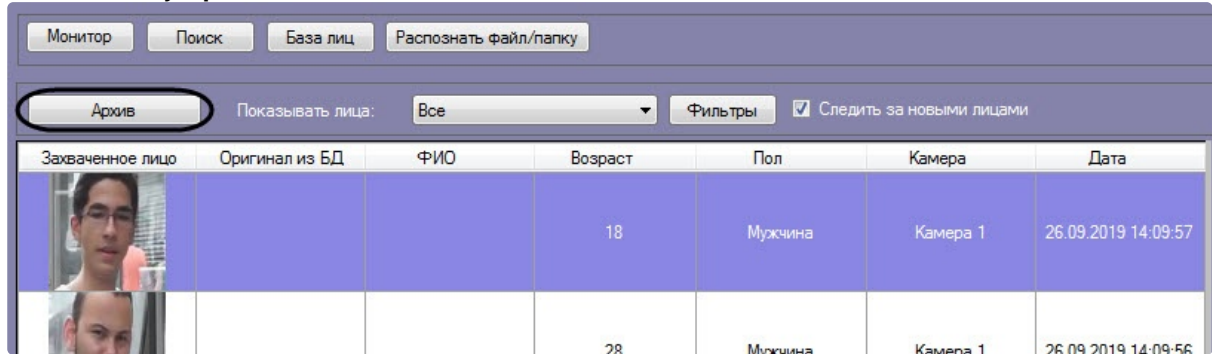 Монитор Поиск База лиц Распознать файл/папку
Архив Показывать лица: Все Фильтры Следить за новыми лицами
Захваченное лицо Оригинал из БД ФИО Возраст Пол Камера Дата
18 Мужчина Камера 1 26.09.2019 14:09:57
28 Мужчина Камера 1 26.09.2019 14:09:56